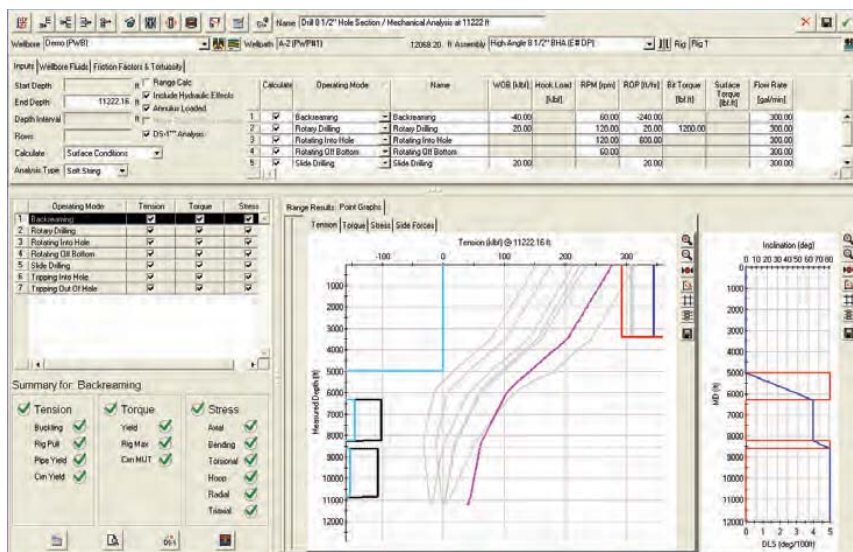 Name Drill 8 1/2" Hole Section / Mechanical Analysis at 11222 ft
Wellbore Demo (PWB) Wellpath A-2 (PWP#1) 12068.20 ft Assembly High Angle 8 1/2" BHA (E# DP) Rig Rig 1
Inputs Wellbore Fluids Friction Factors & Tortuosity
Start Depth ft Range Calc
End Depth 11222.16 ft Include Hydraulic Effects
Depth Interval ft Annulus Loaded
Rows DS-1™ Analysis
Calculate Surface Conditions
Analysis Type Soft String
Calculate Operating Mode Name WOB [klbf] Hook Load [klbf] RPM [rpm] ROP [ft/hr] Bit Torque [lbf.ft] Surface Torque [lbf.ft] Flow Rate [gal/min]
1 Backreaming Backreaming -40.00 60.00 -240.00 300.00
2 Rotary Drilling Rotary Drilling 20.00 120.00 20.00 1200.00 300.00
3 Rotating Into Hole Rotating Into Hole 120.00 600.00 300.00
4 Rotating Off Bottom Rotating Off Bottom 60.00 300.00
5 Slide Drilling Slide Drilling 20.00 20.00 300.00
Operating Mode Tension Torque Stress
1 Backreaming
2 Rotary Drilling
3 Rotating Into Hole
4 Rotating Off Bottom
5 Slide Drilling
6 Tripping Into Hole
7 Tripping Out Of Hole
Summary for: Backreaming
Tension Torque Stress
Buckling Yield Axial
Rig Pull Rig Max Bending
Pipe Yield Cxn MUT Torsional
Cxn Yield Hoop
Radial
Triaxial
DS-1
Range Results Point Graphs
Tension Torque Stress Side Forces
Tension (klbf) @ 11222.16 ft
-100 0 100 200 300
Measured Depth (ft)
1000
2000
3000
4000
5000
6000
7000
8000
9000
10000
11000
12000
Inclination (deg)
0 10 20 30 40 50 60 70 80
MD (ft)
0
1000
2000
3000
4000
5000
6000
7000
8000
9000
10000
11000
12000
0 1 2 3 4 5
DLS (deg/100ft)